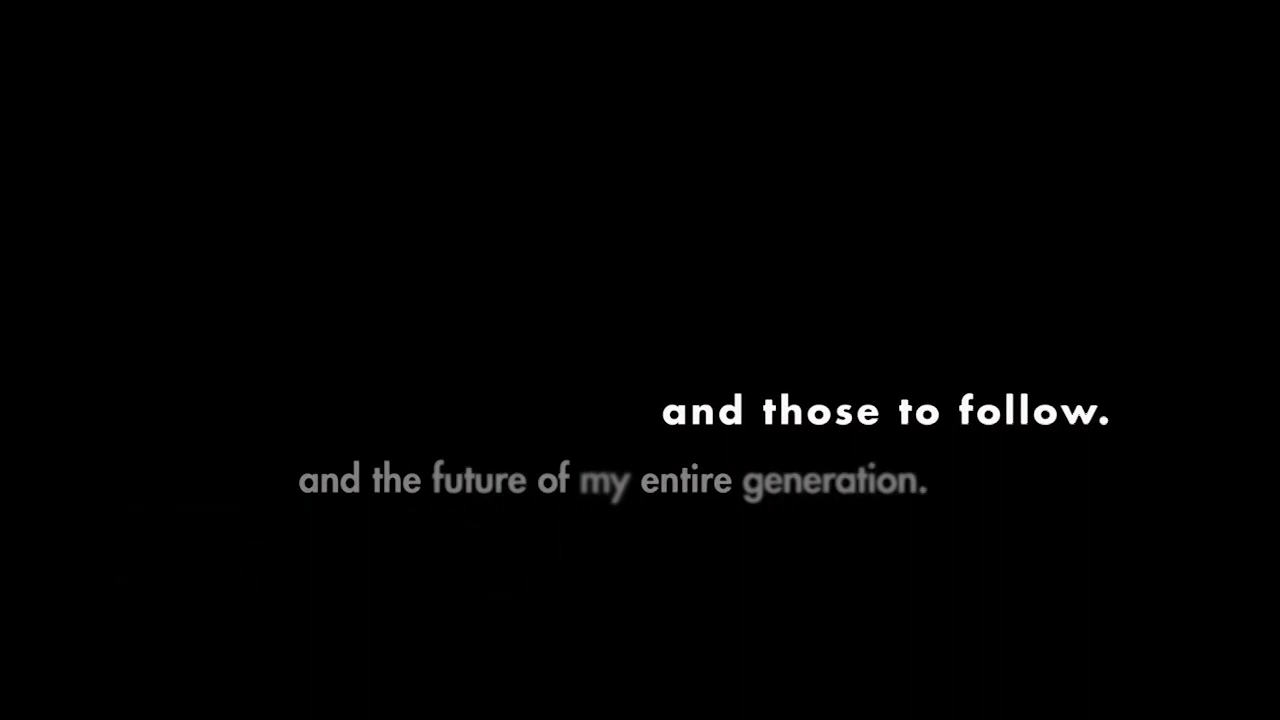 and those to follow.
and the future of my entire generation.